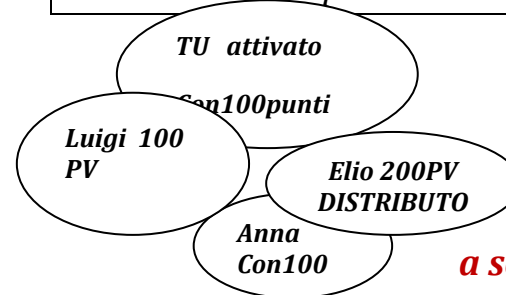 TU attivato
Con100punti
Luigi 100
PV
Elio 200PV
DISTRIBUTO
Anna
Con100
a s